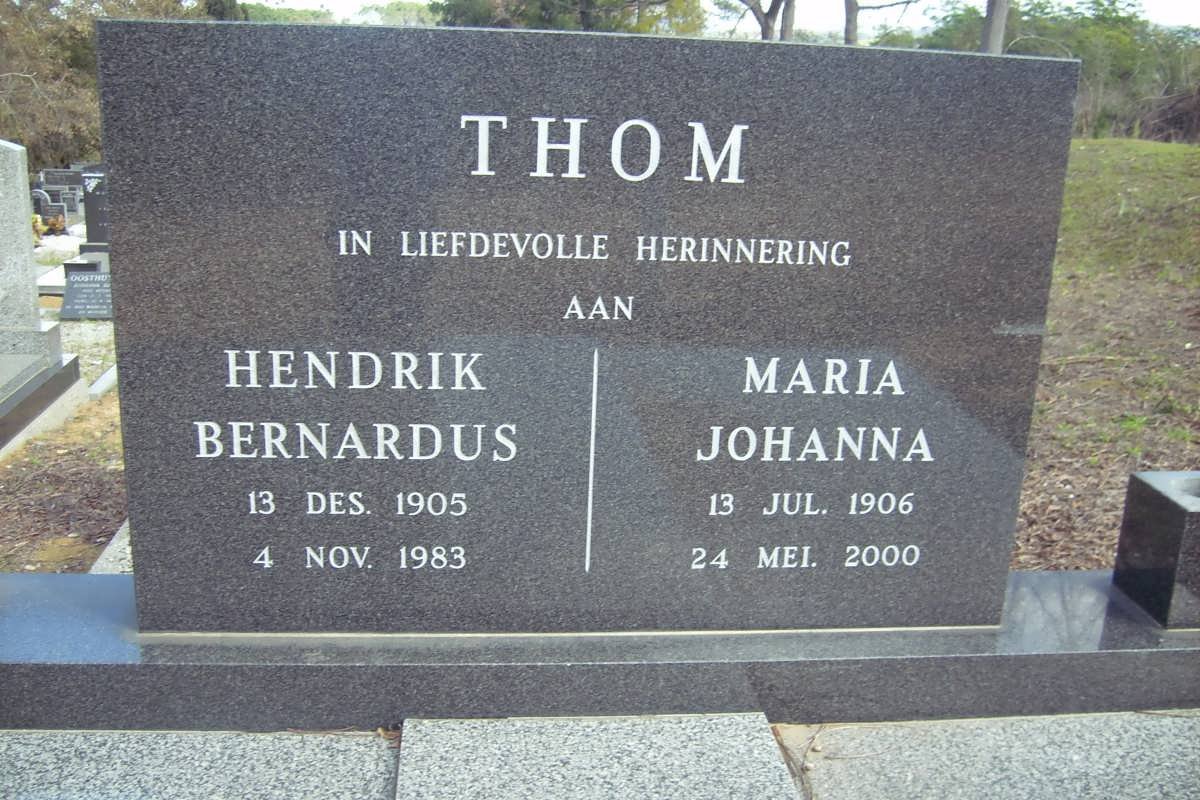 THOM
IN LIEFDEVOLLE HERINNERING
AAN
HENDRIK
BERNARDUS
13 DES. 1905
4 NOV. 1983
MARIA
JOHANNA
13 JUL. 1906
24 MEI. 2000